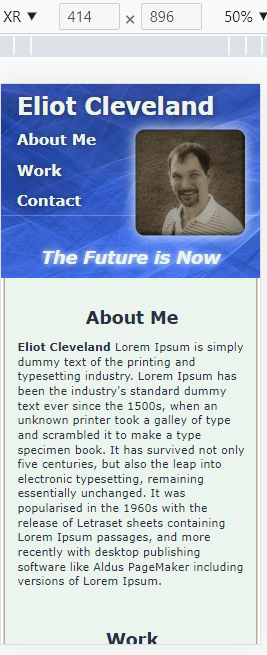 XR ▼ 414 × 896 50% ▼
Eliot Cleveland
About Me
Work
Contact
The Future is Now
About Me
Eliot Cleveland Lorem Ipsum is simply
dummy text of the printing and
typesetting industry. Lorem Ipsum has
been the industry's standard dummy
text ever since the 1500s, when an
unknown printer took a galley of type
and scrambled it to make a type
specimen book. It has survived not only
five centuries, but also the leap into
electronic typesetting, remaining
essentially unchanged. It was
popularised in the 1960s with the
release of Letraset sheets containing
Lorem Ipsum passages, and more
recently with desktop publishing
software like Aldus PageMaker including
versions of Lorem Ipsum.
Work